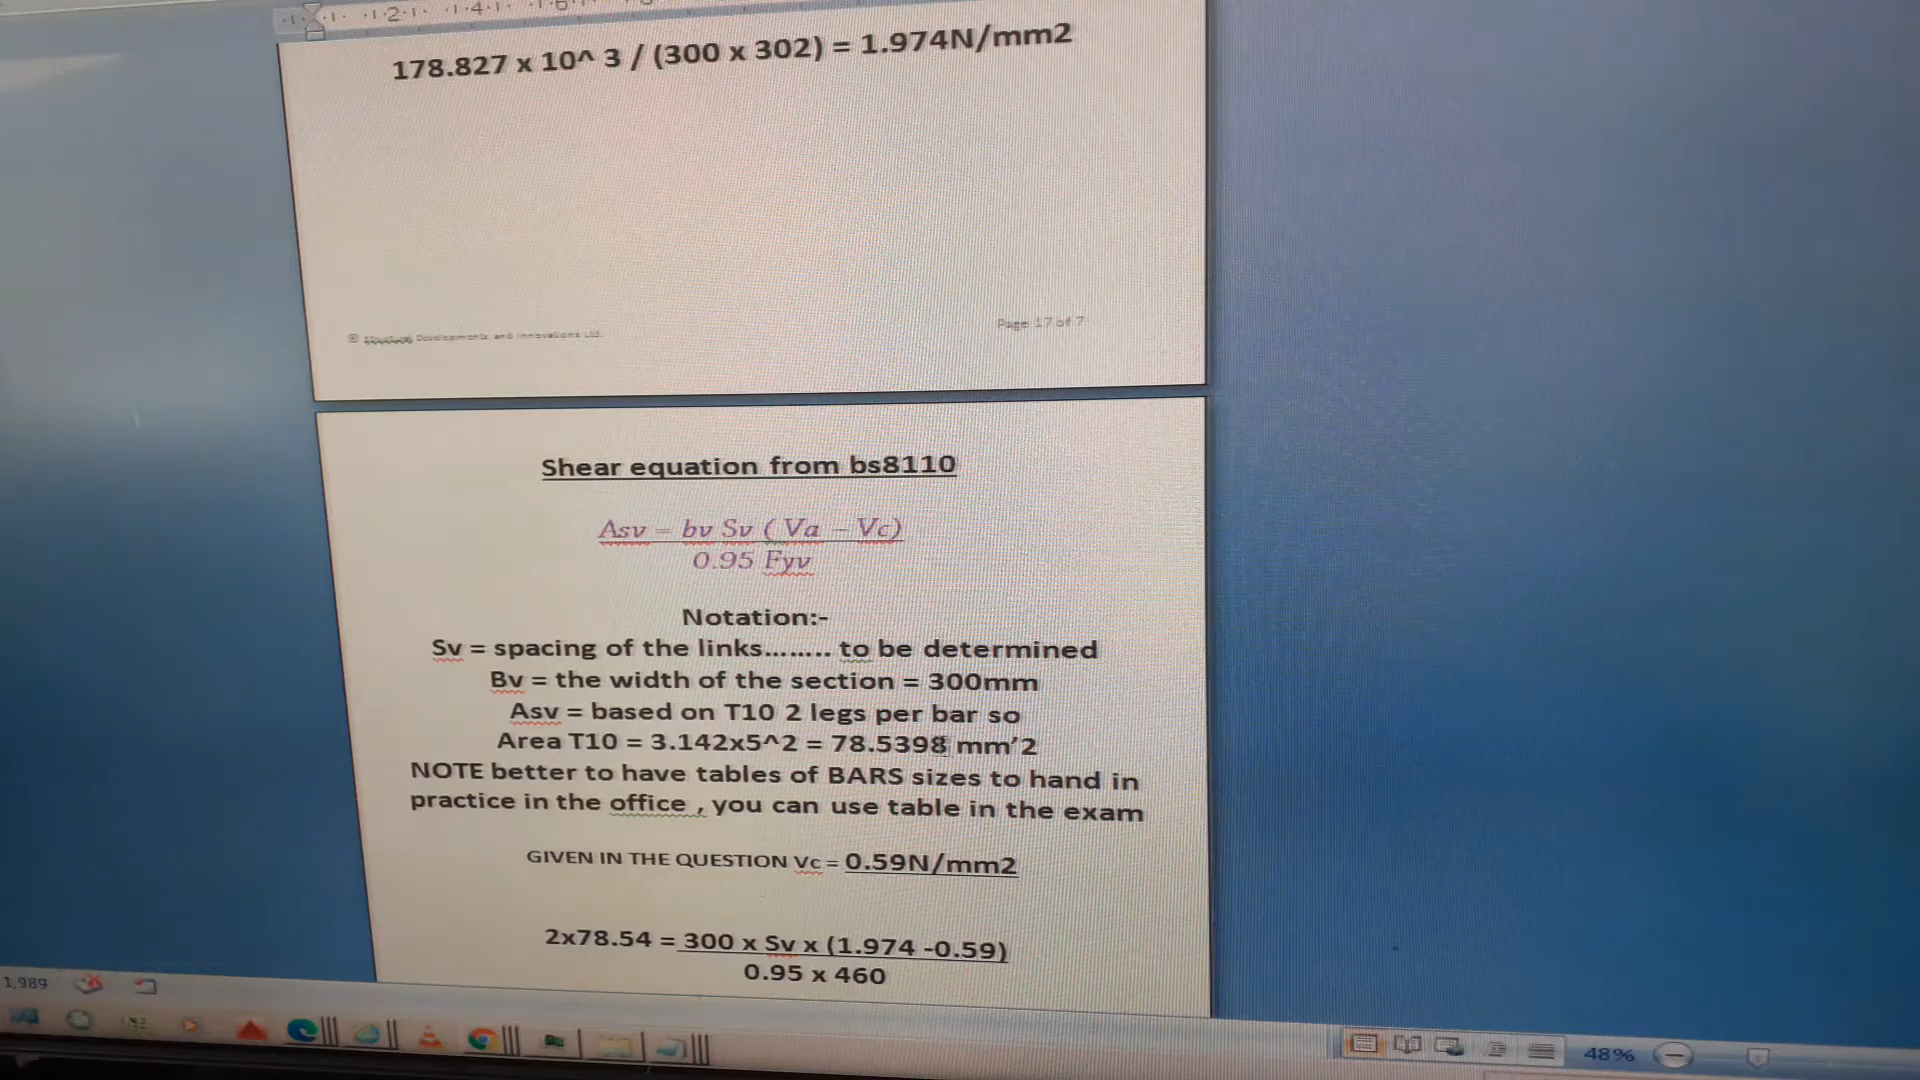 178.827 x 10^ 3 / (300 x 302) = 1.974N/mm2
Developments and Innovations Ltd.
Page 17 of 7
Shear equation from bs8110
Asv = bv Sv ( Va – Vc)
0.95 Fyv
Notation:-
Sv = spacing of the links........ to be determined
Bv = the width of the section = 300mm
Asv = based on T10 2 legs per bar so
Area T10 = 3.142x5^2 = 78.5398 mm’2
NOTE better to have tables of BARS sizes to hand in
practice in the office , you can use table in the exam
GIVEN IN THE QUESTION Vc = 0.59N/mm2
2x78.54 = 300 x Sv x (1.974 -0.59)
0.95 x 460
1,989
48%